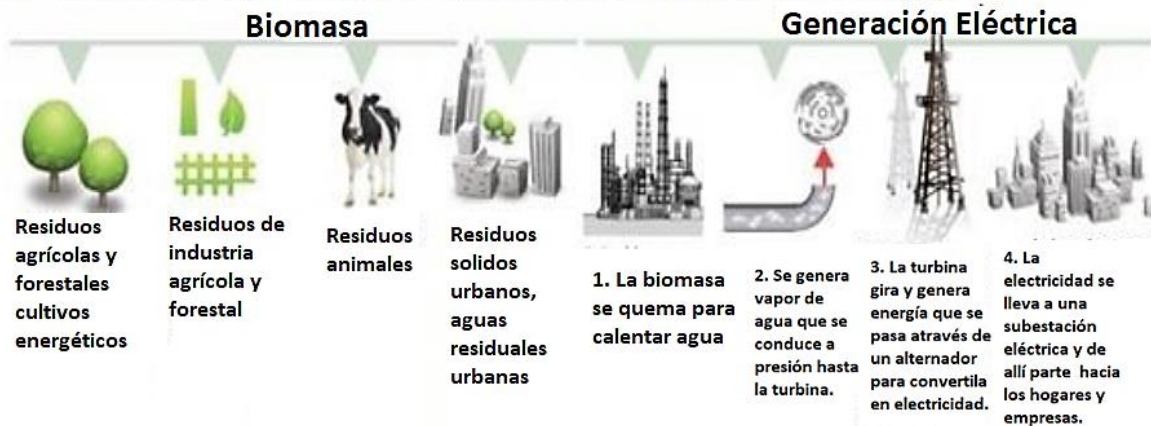 Biomasa
Generación Eléctrica
Residuos
agrícolas y
forestales
cultivos
energéticos
Residuos de
industria
agrícola y
forestal
Residuos
animales
Residuos
solidos
urbanos,
aguas
residuales
urbanas
1. La biomasa
se quema para
calentar agua
2. Se genera
vapor de
agua que se
conduce a
presión hasta
la turbina.
3. La turbina
gira y genera
energía que se
pasa através de
un alternador
para convertila
en electricidad.
4. La
electricidad se
lleva a una
subestación
eléctrica y de
allí parte hacia
los hogares y
empresas.